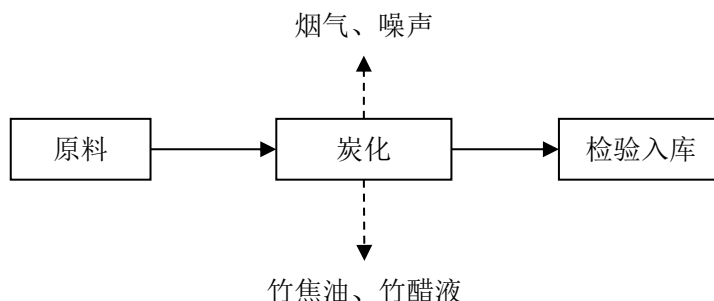 烟气、噪声
原料
炭化
检验入库
竹焦油、竹醋液